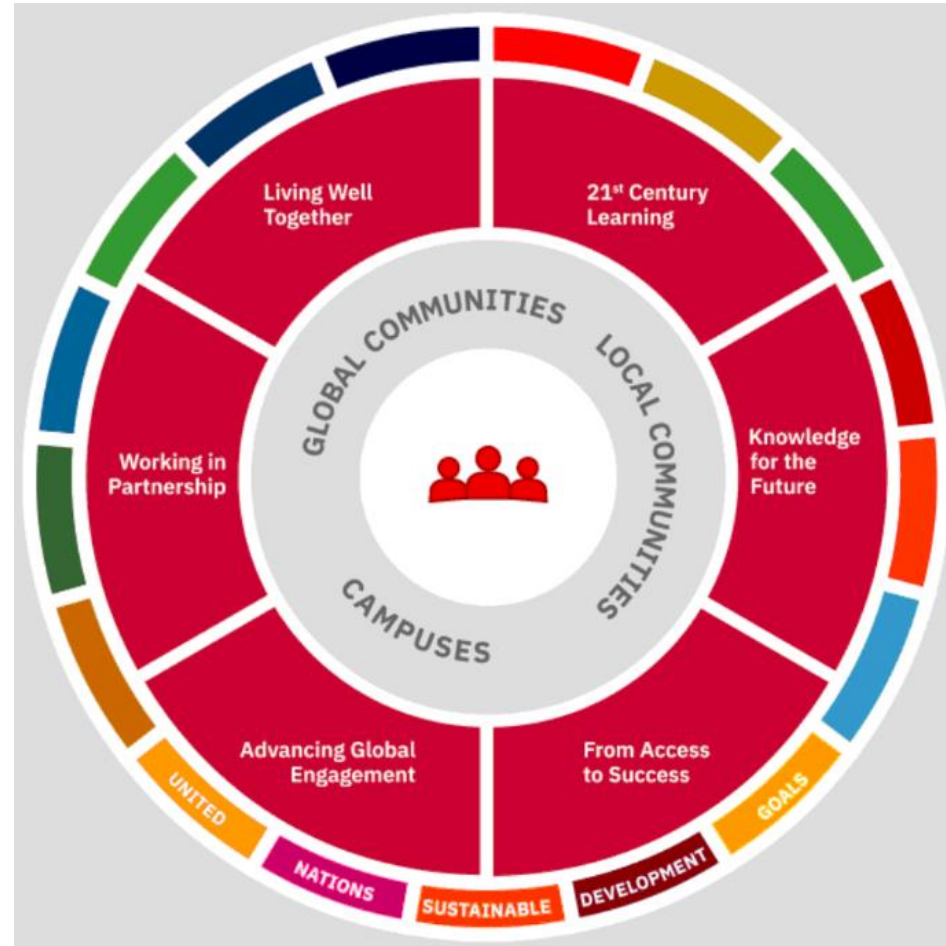 Living Well
Together
21st Century
Learning
GLOBAL COMMUNITIES
LOCAL COMMUNITIES
CAMPUSES
Working in
Partnership
Knowledge
for the
Future
Advancing Global
Engagement
From Access
to Success
UNITED
NATIONS
SUSTAINABLE
DEVELOPMENT
GOALS